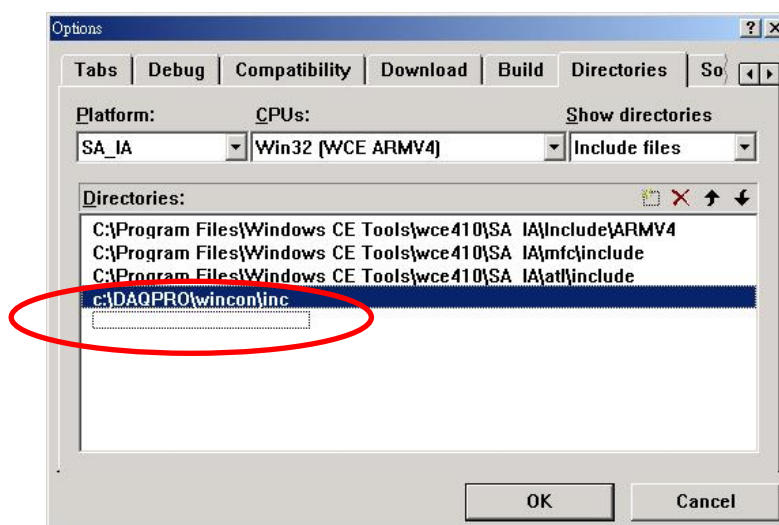 Options
Tabs Debug Compatibility Download Build Directories So
Platform: CPUs: Show directories
SA_IA Win32 (WCE ARMV4) Include files
Directories:
C:\Program Files\Windows CE Tools\wce410\SA_IA\Include\ARMV4
C:\Program Files\Windows CE Tools\wce410\SA_IA\mfc\include
C:\Program Files\Windows CE Tools\wce410\SA_IA\atl\include
c:\DAQPRO\wincon\inc
OK Cancel